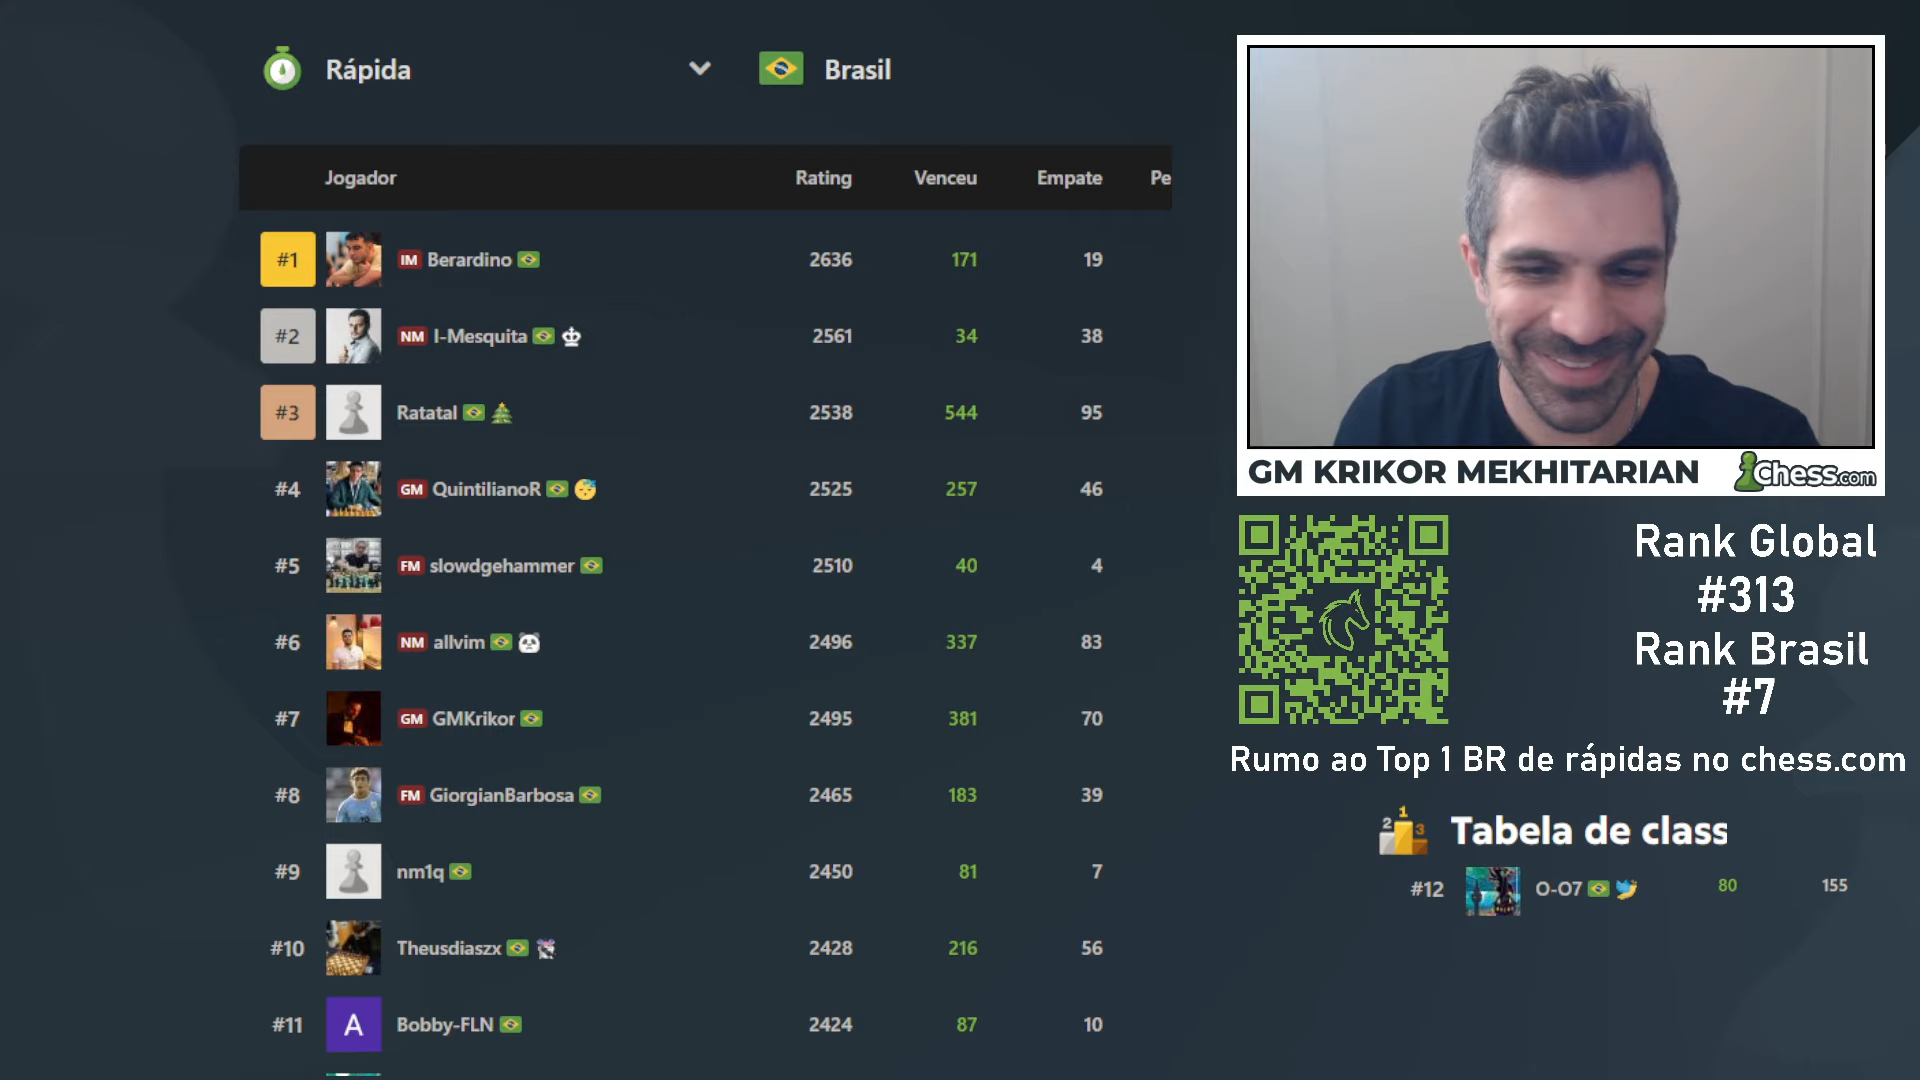 Rápida
Brasil
Jogador Rating Venceu Empate Pe
#1 IM Berardino 2636 171 19
#2 NM I-Mesquita 2561 34 38
#3 Ratatal 2538 544 95
#4 GM QuintilianoR 2525 257 46
#5 FM slowdgehammer 2510 40 4
#6 NM allvim 2496 337 83
#7 GM GMKrikor 2495 381 70
#8 FM GiorgianBarbosa 2465 183 39
#9 nm1q 2450 81 7
#10 Theusdiaszx 2428 216 56
#11 A Bobby-FLN 2424 87 10
GM KRIKOR MEKHITARIAN
Chess.com
Rank Global
#313
Rank Brasil
#7
Rumo ao Top 1 BR de rápidas no chess.com
2 1 3 Tabela de class
#12 O-O7 80 155